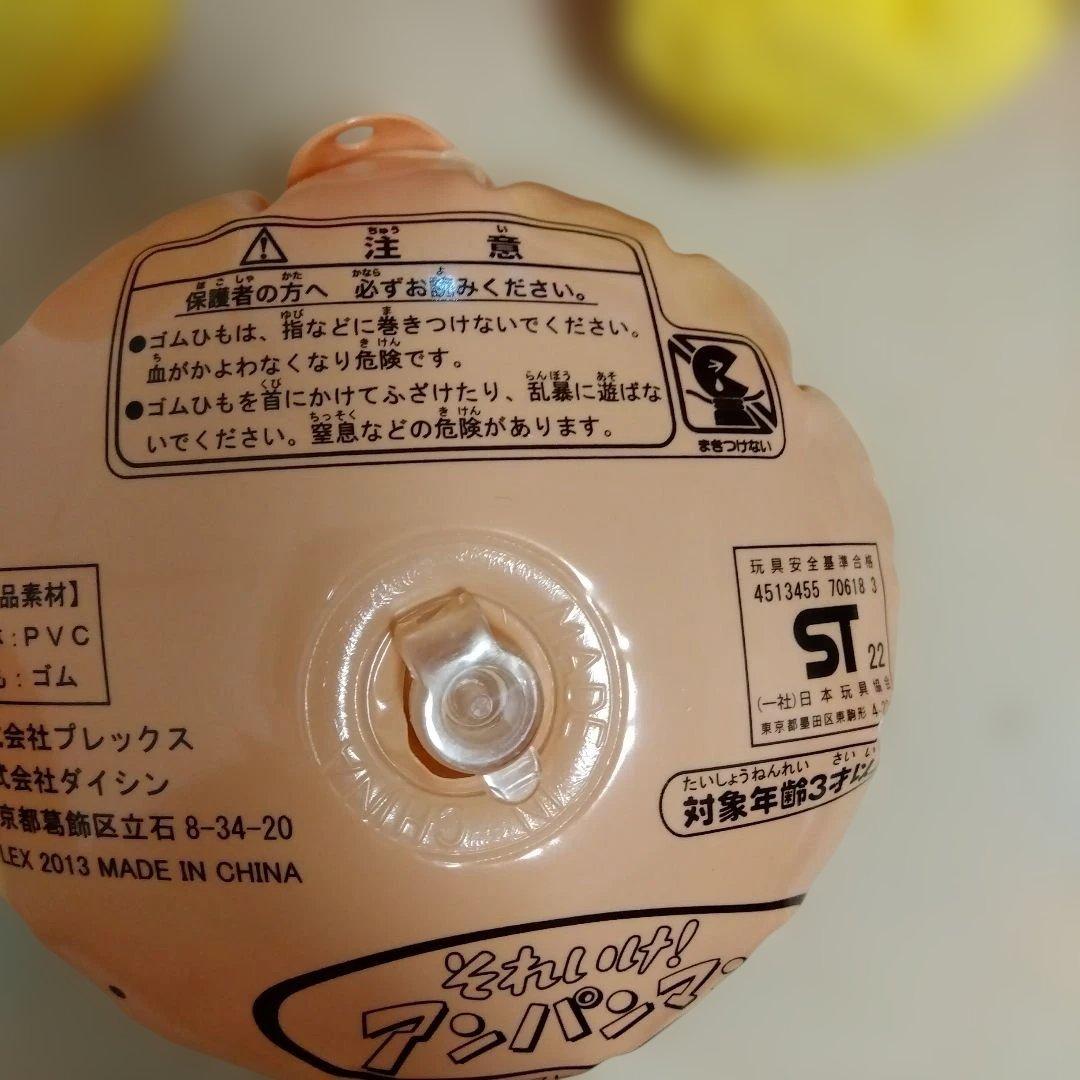 注意
保護者の方へ 必ずお読みください。
●ゴムひもは、指などに巻きつけないでください。
血がかよわなくなり危険です。
●ゴムひもを首にかけてふざけたり、乱暴に遊ばな
いでください。窒息などの危険があります。
まきつけない
品素材】
:PVC
:ゴム
会社プレックス
式会社ダイシン
京都葛飾区立石 8-34-20
LEX 2013 MADE IN CHINA
MADE IN CHINA
玩具安全基準合格
4513455 70618 3
ST 22
(一社)日本玩具協会
東京都墨田区東駒形 4-
対象年齢3才以
それいけ!
アンパンマン